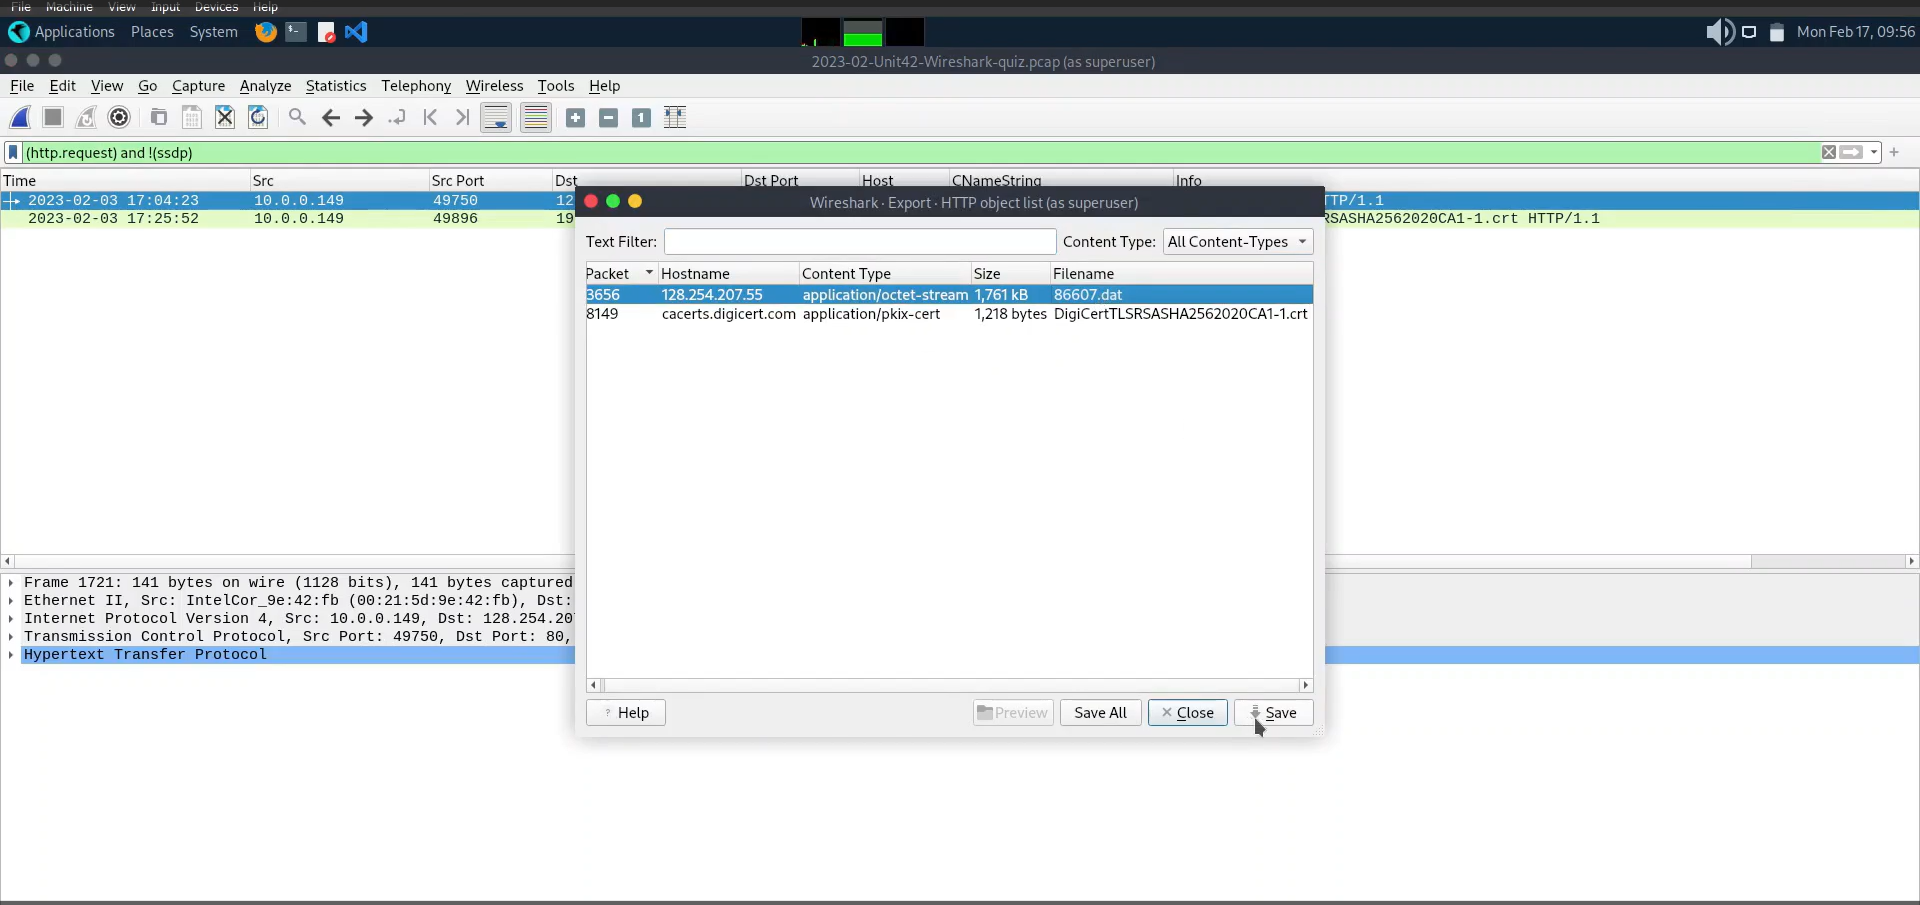 File Machine View Input Devices Help
Applications Places System Mon Feb 17, 09:56
2023-02-Unit42-Wireshark-quiz.pcap (as superuser)
File Edit View Go Capture Analyze Statistics Telephony Wireless Tools Help
(http.request) and !(ssdp)
Time Src Src Port Dst Dst Port Host CNameString Info
2023-02-03 17:04:23 10.0.0.149 49750 12 TTP/1.1
2023-02-03 17:25:52 10.0.0.149 49896 19 RSASHA2562020CA1-1.crt HTTP/1.1
Wireshark · Export · HTTP object list (as superuser)
Text Filter: Content Type: All Content-Types
Packet Hostname Content Type Size Filename
3656 128.254.207.55 application/octet-stream 1,761 kB 86607.dat
8149 cacerts.digicert.com application/pkix-cert 1,218 bytes DigiCertTLSRSASHA2562020CA1-1.crt
Help Preview Save All Close Save
Frame 1721: 141 bytes on wire (1128 bits), 141 bytes captured
Ethernet II, Src: IntelCor_9e:42:fb (00:21:5d:9e:42:fb), Dst:
Internet Protocol Version 4, Src: 10.0.0.149, Dst: 128.254.207
Transmission Control Protocol, Src Port: 49750, Dst Port: 80,
Hypertext Transfer Protocol